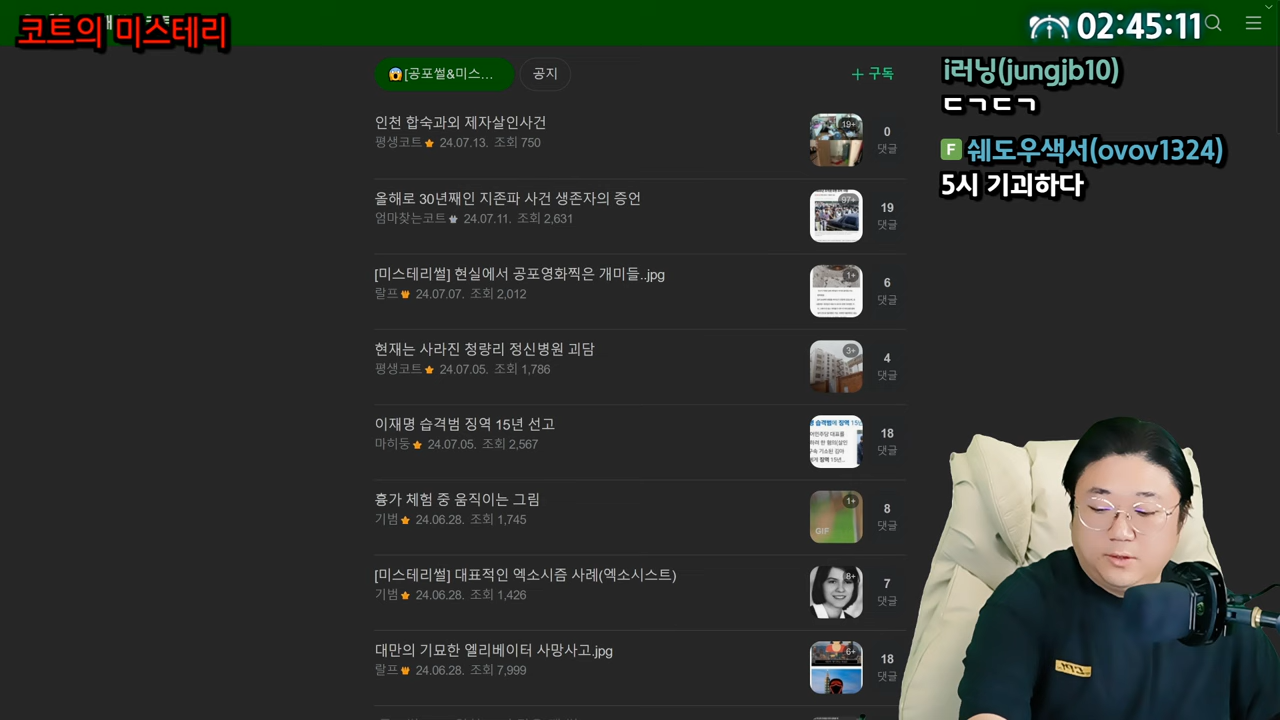 코트의 미스테리
02:45:11
😱[공포썰&미스...
공지
+ 구독
i러닝(jungjb10)
ㄷㄱㄷㄱ
F 쉐도우색서(ovov1324)
5시 기괴하다
인천 합숙과외 제자살인사건
평생코트 24.07.13. 조회 750
19+
0
댓글
올해로 30년째인 지존파 사건 생존자의 증언
엄마찾는코트 24.07.11. 조회 2,631
97+
19
댓글
[미스테리썰] 현실에서 공포영화찍은 개미들..jpg
랄프 24.07.07. 조회 2,012
1+
6
댓글
현재는 사라진 청량리 정신병원 괴담
평생코트 24.07.05. 조회 1,786
3+
4
댓글
이재명 습격범 징역 15년 선고
마히둥 24.07.05. 조회 2,567
18
댓글
흉가 체험 중 움직이는 그림
기범 24.06.28. 조회 1,745
1+
GIF
8
댓글
[미스테리썰] 대표적인 엑소시즘 사례(엑소시스트)
기범 24.06.28. 조회 1,426
8+
7
댓글
대만의 기묘한 엘리베이터 사망사고.jpg
랄프 24.06.28. 조회 7,999
6+
18
댓글